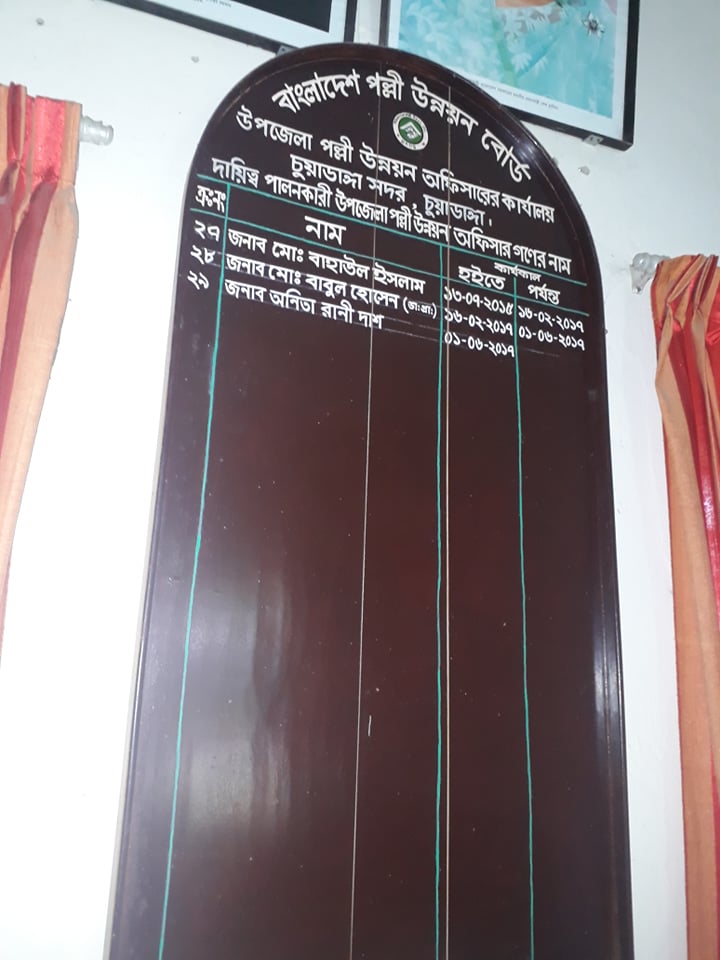 বাংলাদেশ পল্লী উন্নয়ন বোর্ড
উপজেলা পল্লী উন্নয়ন অফিসারের কার্যালয়
চুয়াডাঙ্গা সদর, চুয়াডাঙ্গা।
দায়িত্ব পালনকারী উপজেলা পল্লী উন্নয়ন অফিসার গণের নাম
ক্রঃনং নাম কার্যকাল
হইতে পর্যন্ত
২৭ জনাব মোঃ বাহাউল ইসলাম ১৩-০৭-২০১৫ ১৬-০২-২০১৭
২৮ জনাব মোঃ বাবুল হোসেন (ভাঃপ্রাঃ) ১৬-০২-২০১৭ ০১-০৬-২০১৭
২৯ জনাব অনিতা রানী দাশ ০১-০৬-২০১৭